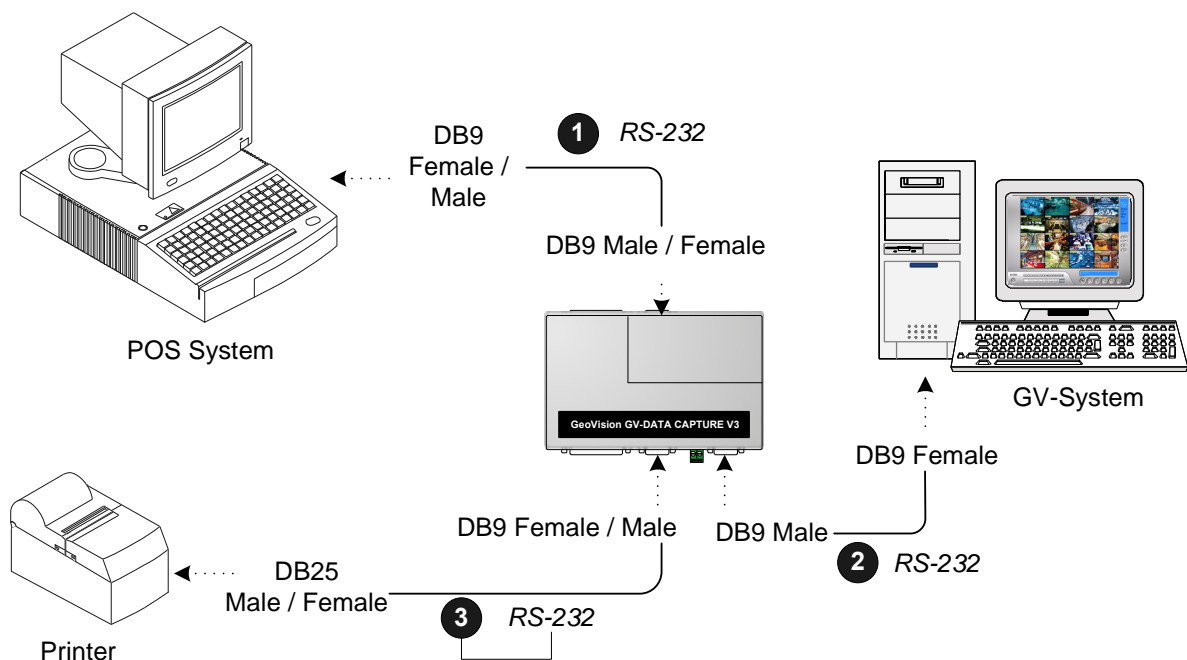 DB9
Female /
Male
1 RS-232
DB9 Male / Female
POS System
GeoVision GV-DATA CAPTURE V3
GV-System
DB9 Female
DB9 Female / Male
DB9 Male
2 RS-232
DB25
Male / Female
3 RS-232
Printer